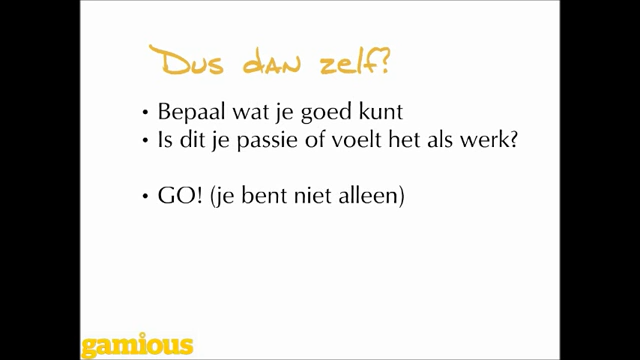 Dus dan zelf?
• Bepaal wat je goed kunt
• Is dit je passie of voelt het als werk?
• GO! (je bent niet alleen)
gamious